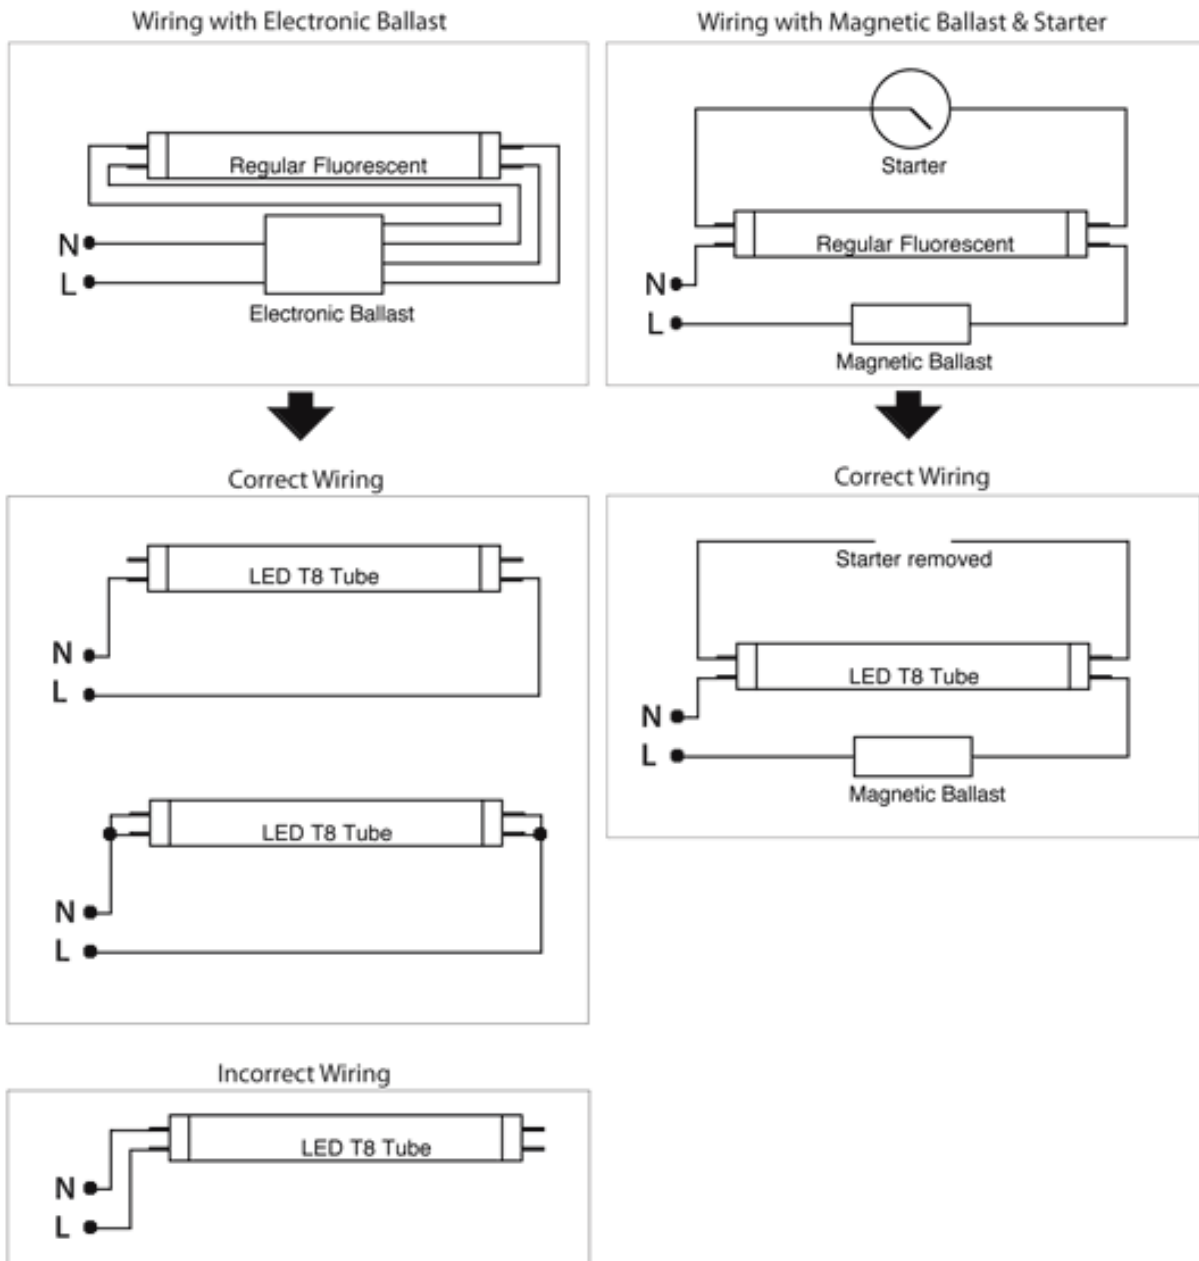 Wiring with Electronic Ballast
Regular Fluorescent
N
L
Electronic Ballast
Wiring with Magnetic Ballast & Starter
Starter
Regular Fluorescent
N
L
Magnetic Ballast
Correct Wiring
LED T8 Tube
N
L
LED T8 Tube
N
L
Correct Wiring
Starter removed
LED T8 Tube
N
L
Magnetic Ballast
Incorrect Wiring
LED T8 Tube
N
L